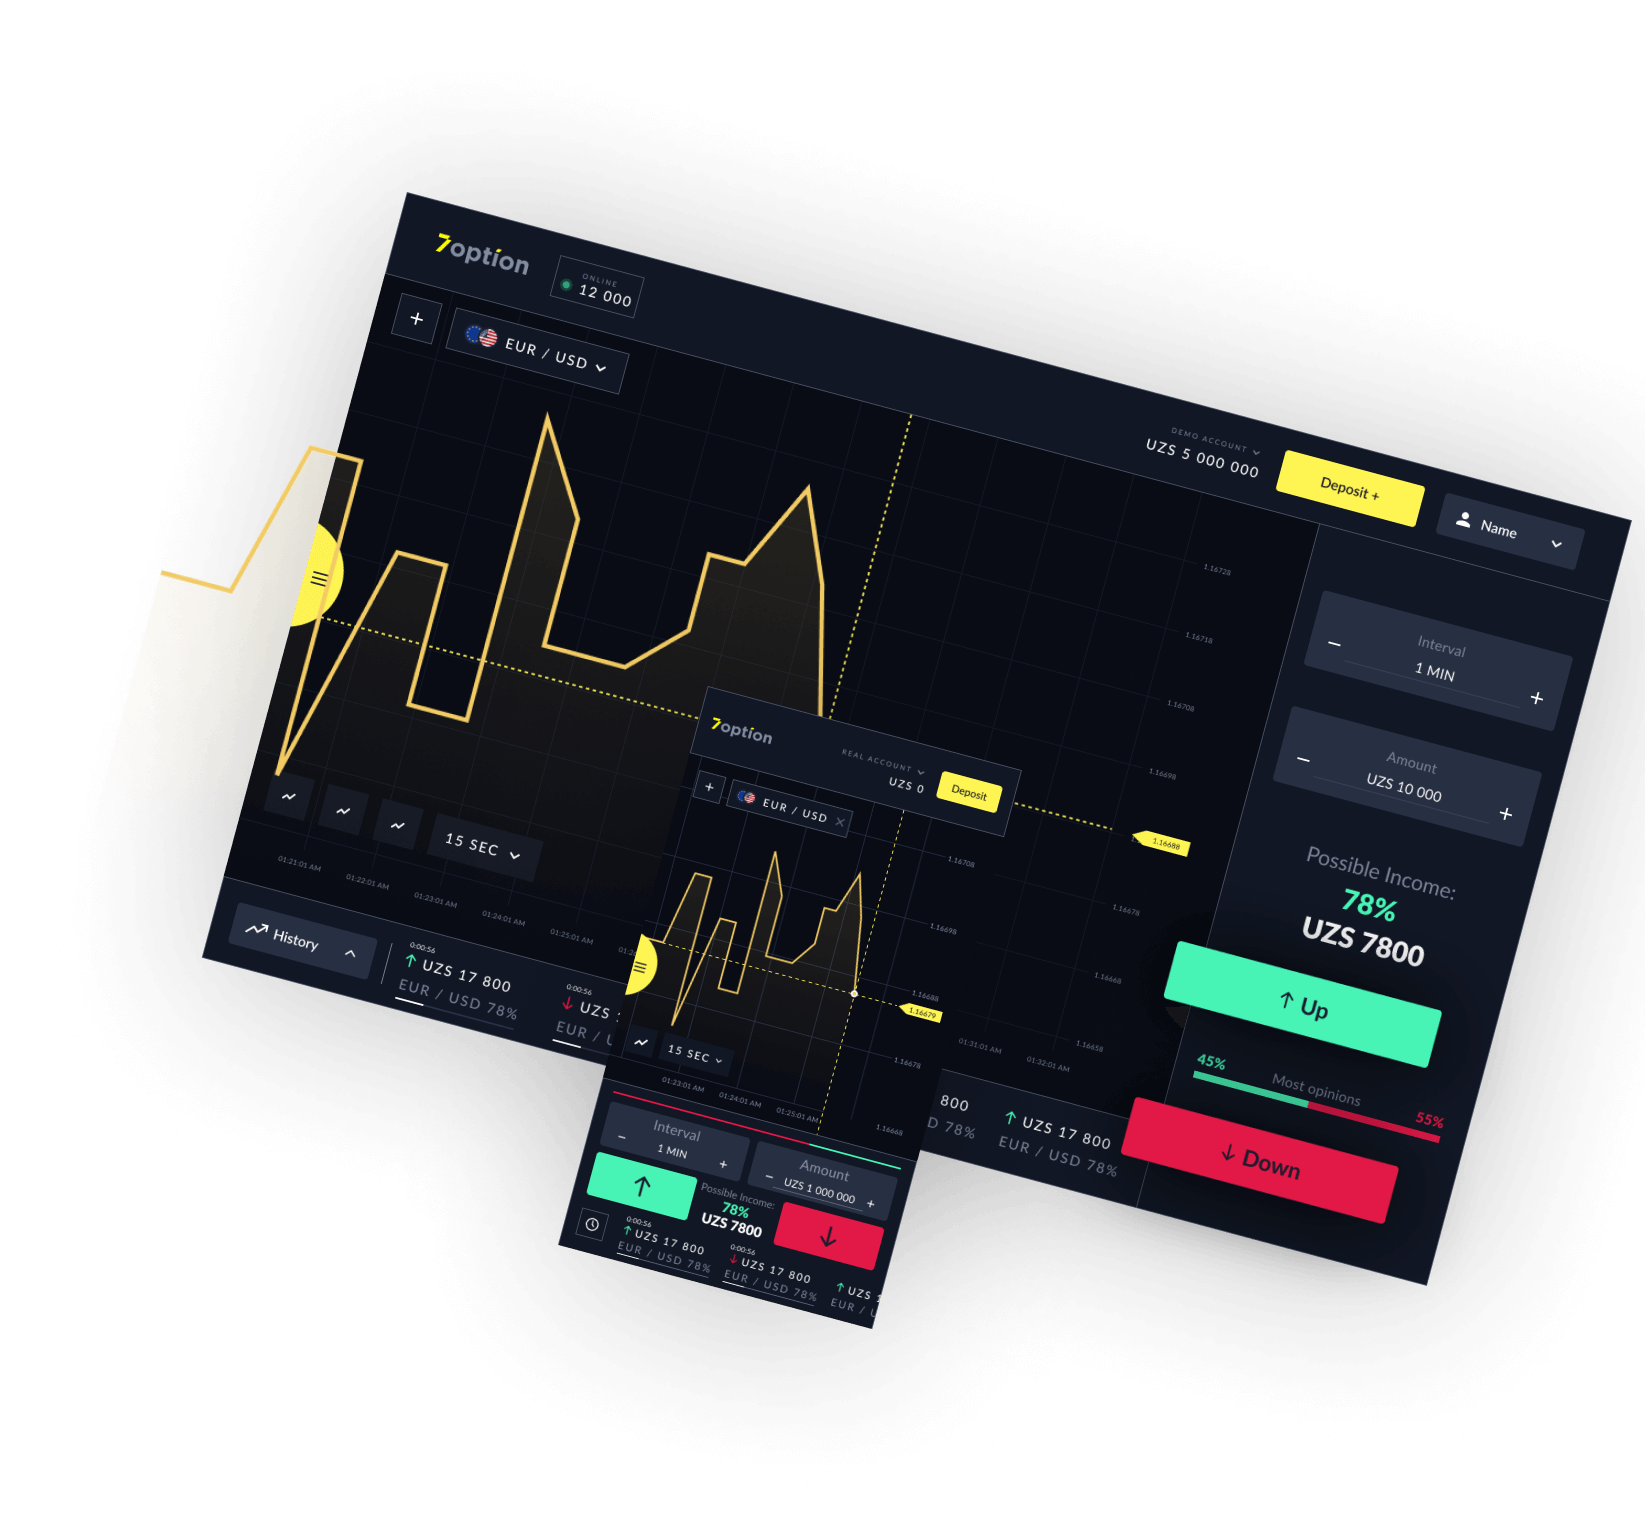 7option
ONLINE
12 000
EUR / USD
DEMO ACCOUNT
UZS 5 000 000
Deposit +
Name
1.16728
1.16718
1.16708
1.16698
1.16688
1.16678
1.16668
1.16658
Interval
− 1 MIN +
Amount
− UZS 10 000 +
Possible Income:
78%
UZS 7800
↑ Up
45%
Most opinions
55%
↓ Down
15 SEC
01:21:01 AM
01:22:01 AM
01:23:01 AM
01:24:01 AM
01:25:01 AM
01:31:01 AM
01:32:01 AM
History
0:00:56
↑ UZS 17 800
EUR / USD 78%
0:00:56
↓ UZS
EUR /
800
78%
↑ UZS 17 800
EUR / USD 78%
7option
REAL ACCOUNT
UZS 0
Deposit
+
EUR / USD ×
1.16708
1.16698
1.16688
1.16679
1.16678
1.16668
15 SEC
01:23:01 AM
01:24:01 AM
01:25:01 AM
Interval
− 1 MIN +
Amount
− UZS 1 000 000 +
Possible Income:
78%
UZS 7800
0:00:56
↑ UZS 17 800
EUR / USD 78%
0:00:56
↓ UZS 17 800
EUR / USD 78%
↑ UZS
EUR /